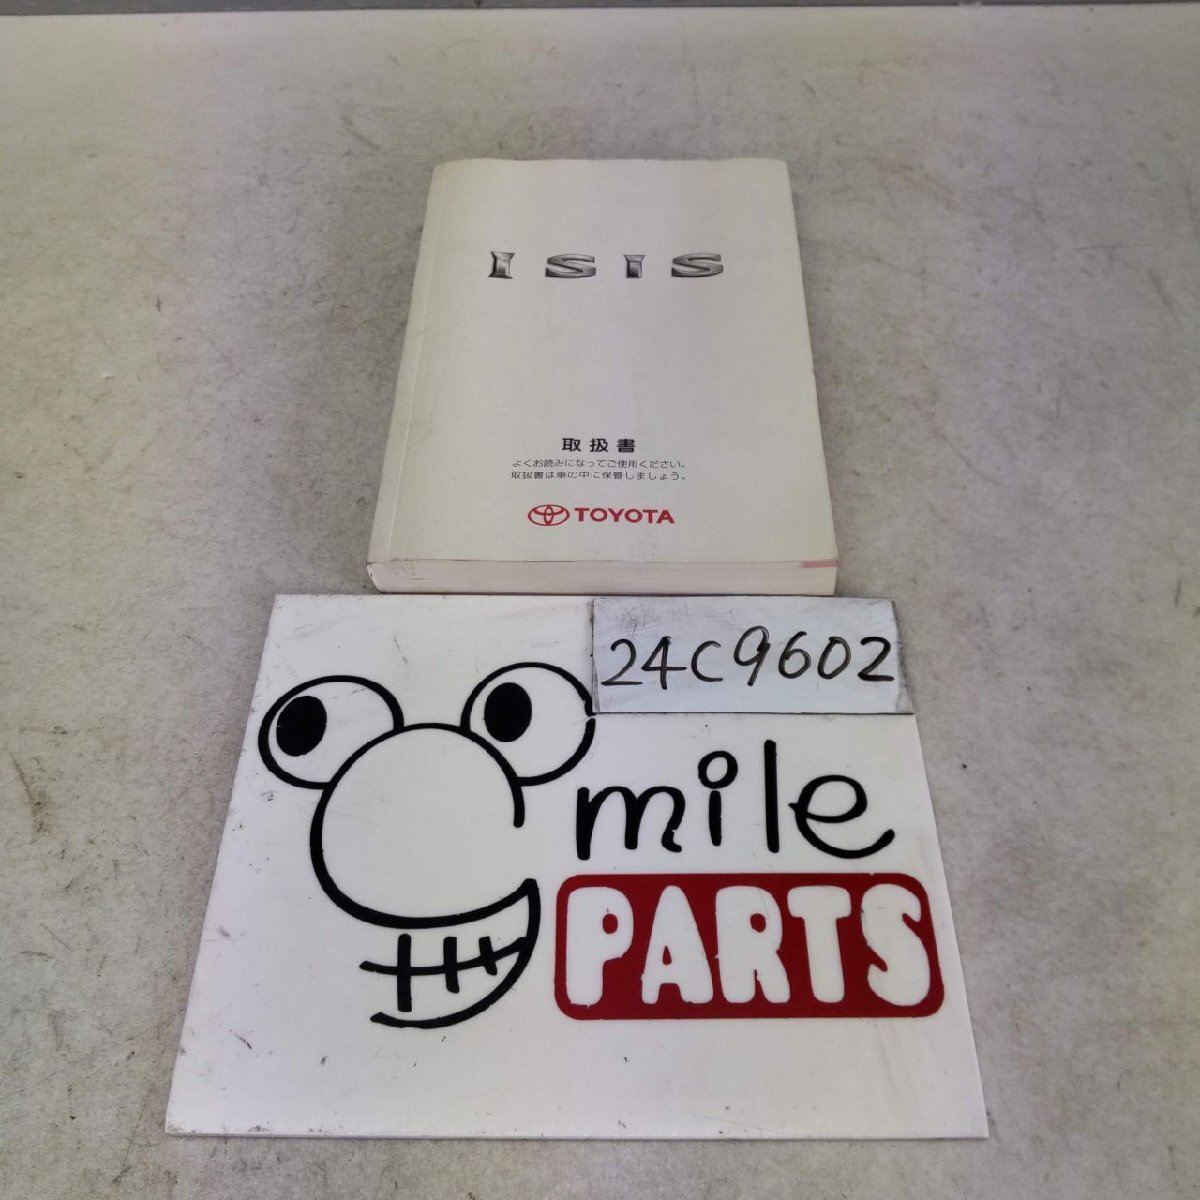 ISIS
取扱書
よくお読みになってご使用ください。
取扱書は車の中に保管しましょう。
TOYOTA
24C9602
mile
PARTS